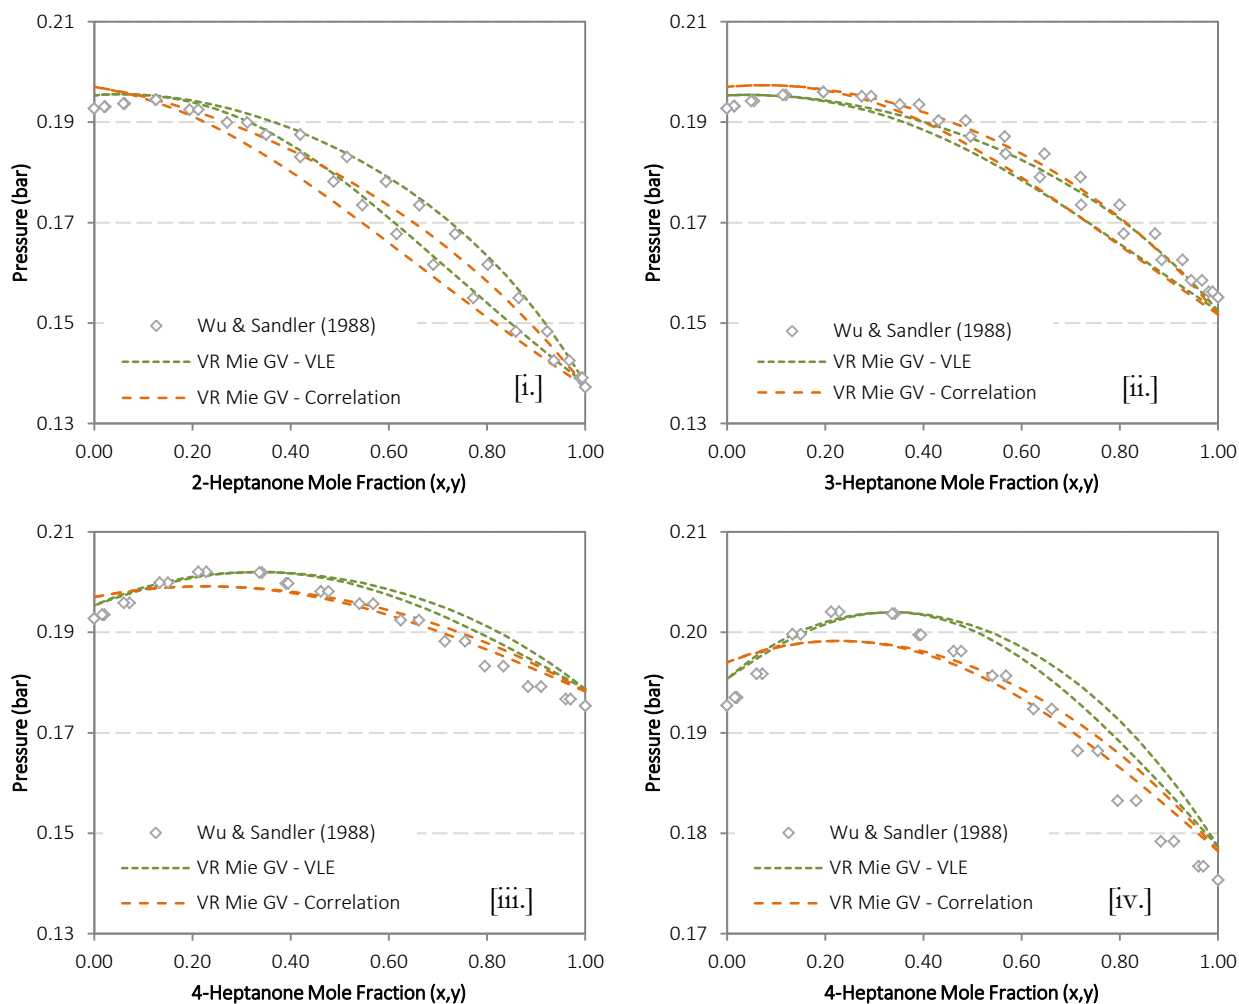 0.21
0.19
0.17
0.15
0.13
Pressure (bar)
Wu & Sandler (1988)
VR Mie GV - VLE
VR Mie GV - Correlation
[i.]
0.00 0.20 0.40 0.60 0.80 1.00
2-Heptanone Mole Fraction (x,y)
0.21
0.19
0.17
0.15
0.13
Pressure (bar)
Wu & Sandler (1988)
VR Mie GV - VLE
VR Mie GV - Correlation
[ii.]
0.00 0.20 0.40 0.60 0.80 1.00
3-Heptanone Mole Fraction (x,y)
0.21
0.19
0.17
0.15
0.13
Pressure (bar)
Wu & Sandler (1988)
VR Mie GV - VLE
VR Mie GV - Correlation
[iii.]
0.00 0.20 0.40 0.60 0.80 1.00
4-Heptanone Mole Fraction (x,y)
0.21
0.20
0.19
0.18
0.17
Pressure (bar)
Wu & Sandler (1988)
VR Mie GV - VLE
VR Mie GV - Correlation
[iv.]
0.00 0.20 0.40 0.60 0.80 1.00
4-Heptanone Mole Fraction (x,y)